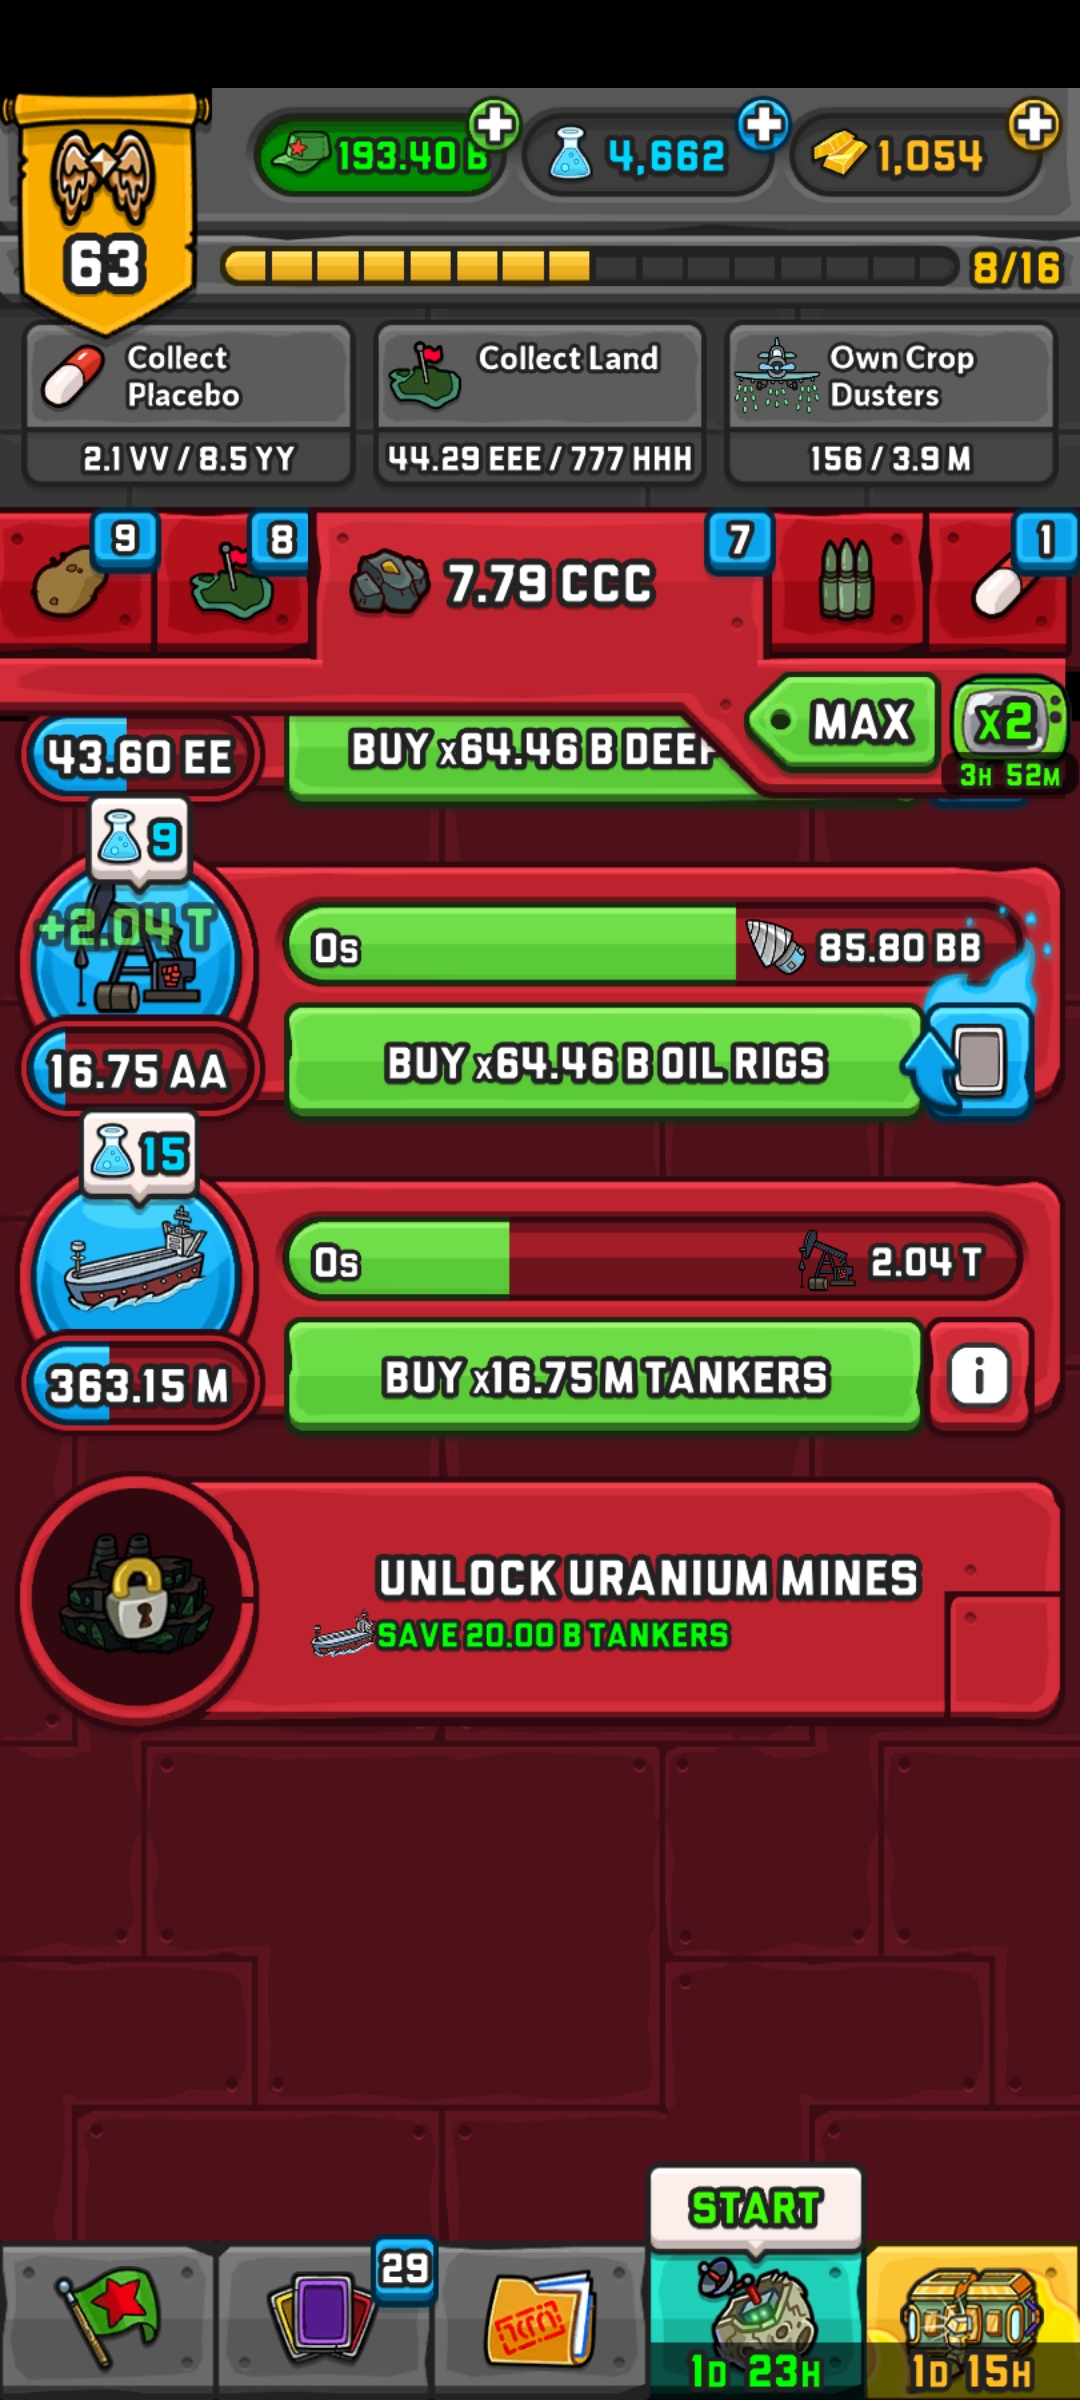 193.40 B
4,662
1,054
63
8/16
Collect
Placebo
2.1 VV / 8.5 YY
Collect Land
44.29 EEE / 777 HHH
Own Crop
Dusters
156 / 3.9 M
9
8
7.79 CCC
7
1
MAX
x2
3H 52M
43.60 EE
BUY x64.46 B DEEP
9
+2.04 T
0s
85.80 BB
16.75 AA
BUY x64.46 B OIL RIGS
15
0s
2.04 T
363.15 M
BUY x16.75 M TANKERS
i
UNLOCK URANIUM MINES
SAVE 20.00 B TANKERS
START
29
1D 23H
1D 15H